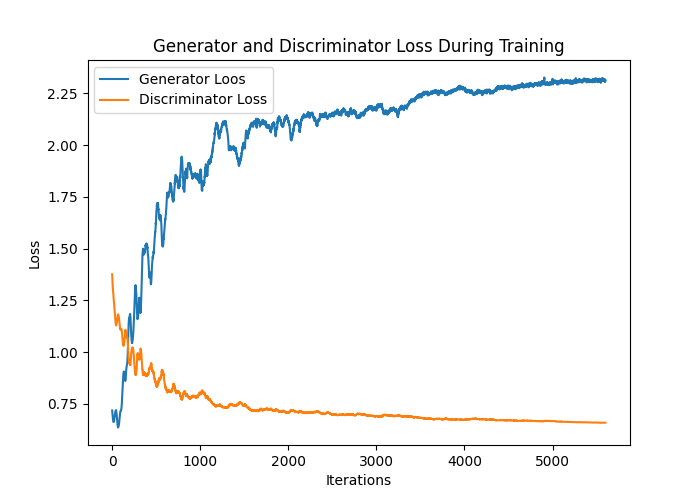 Generator and Discriminator Loss During Training
Generator Loos
Discriminator Loss
2.25
2.00
1.75
1.50
1.25
1.00
0.75
Loss
0 1000 2000 3000 4000 5000
Iterations